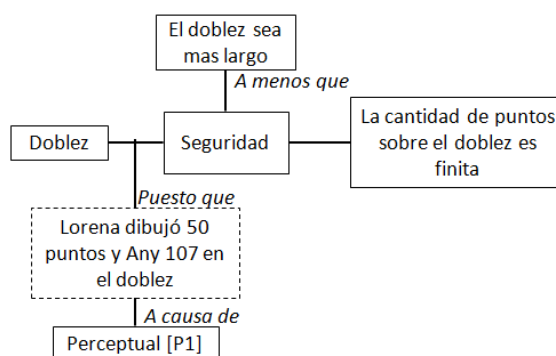 El doblez sea
mas largo
A menos que
Doblez
Seguridad
La cantidad de puntos
sobre el doblez es
finita
Puesto que
Lorena dibujó 50
puntos y Any 107 en
el doblez
A causa de
Perceptual [P1]